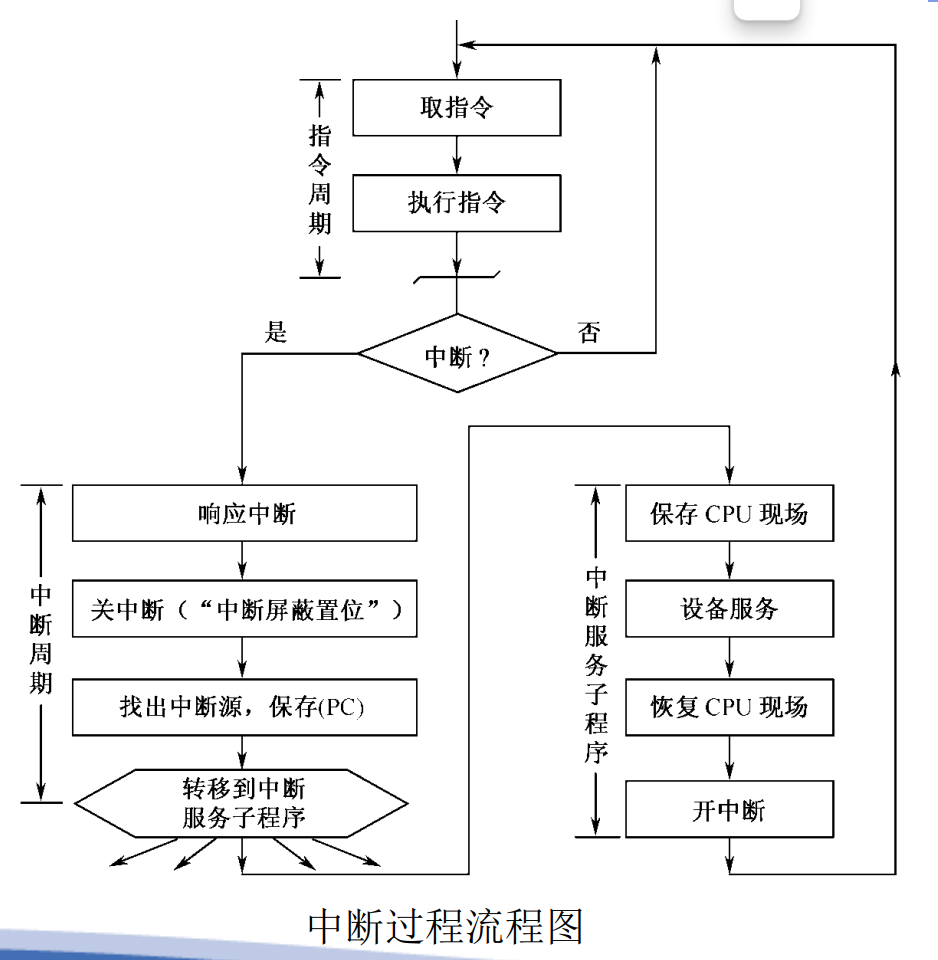 取指令
指令周期
执行指令
是
否
中断？
响应中断
保存 CPU 现场
中断周期
关中断（“中断屏蔽置位”）
中断服务子程序
设备服务
找出中断源，保存(PC)
恢复 CPU 现场
转移到中断
服务子程序
开中断
中断过程流程图